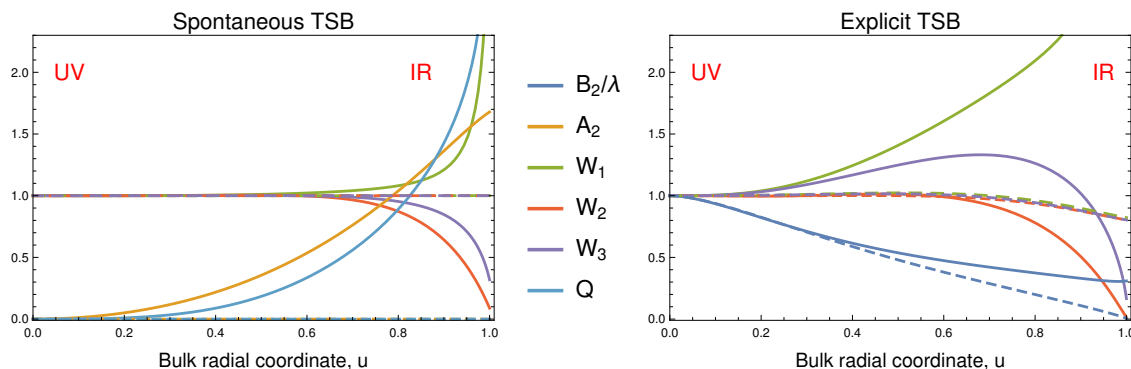 Spontaneous TSB
Explicit TSB
UV
IR
2.0
1.5
1.0
0.5
0.0
0.0
0.2
0.4
0.6
0.8
1.0
Bulk radial coordinate, u
B₂/λ
A₂
W₁
W₂
W₃
Q
UV
IR
2.0
1.5
1.0
0.5
0.0
0.0
0.2
0.4
0.6
0.8
1.0
Bulk radial coordinate, u